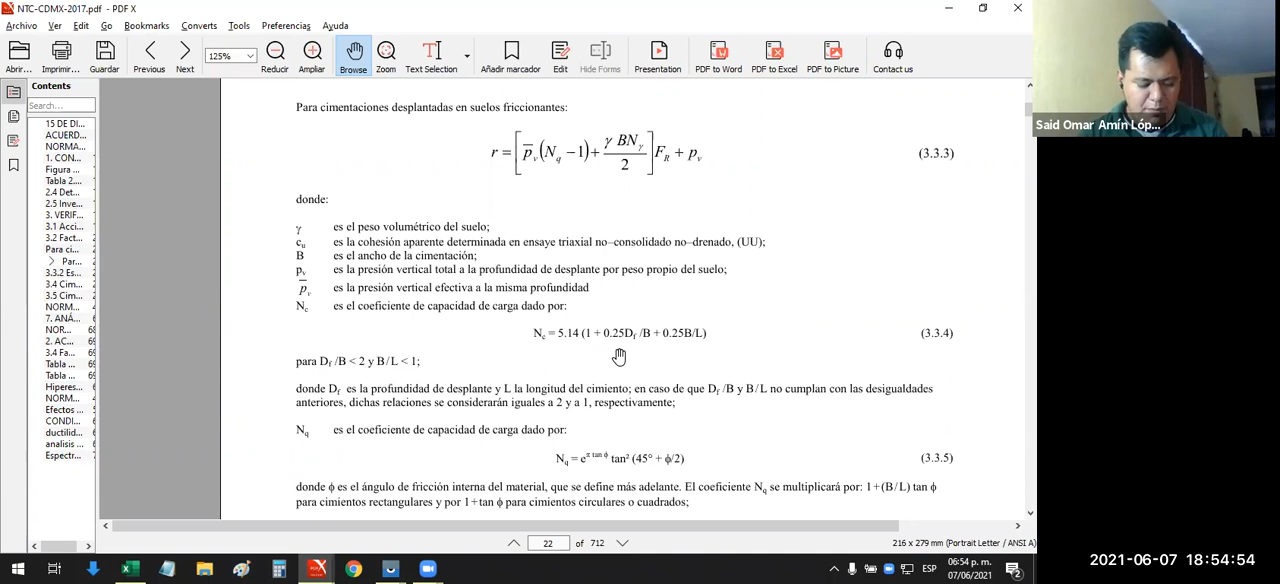 NTC-CDMX-2017.pdf - PDF X
Archivo Ver Edit Go Bookmarks Converts Tools Preferencias Ayuda
Abrir... Imprimir... Guardar Previous Next 125% Reducir Ampliar Browse Zoom Text Selection Añadir marcador Edit Hide Forms Presentation PDF to Word PDF to Excel PDF to Picture Contact us
Contents
Search...
15 DE DI...
ACUERD...
NORMA...
1. CON...
Figura ...
Tabla 2....
2.4 Det...
2.5 Inve...
3. VERIF...
3.1 Acci...
3.2 Fact...
Para ci...
Par...
3.3.2 Es...
3.4 Cim...
3.5 Cim...
NORM...
7. ANÁ...
NOR...
2. AC...
3.4 Fa...
Tabla ...
Tabla ...
Hiperes...
NORM...
Efectos ...
CONDI...
ductilid...
analisis ...
Espectr...
Para cimentaciones desplantadas en suelos friccionantes:
r = [ p̅v (Nq − 1) + γ BNγ / 2 ] FR + pv (3.3.3)
donde:
γ es el peso volumétrico del suelo;
cu es la cohesión aparente determinada en ensaye triaxial no–consolidado no–drenado, (UU);
B es el ancho de la cimentación;
pv es la presión vertical total a la profundidad de desplante por peso propio del suelo;
p̅v es la presión vertical efectiva a la misma profundidad
Nc es el coeficiente de capacidad de carga dado por:
Nc = 5.14 (1 + 0.25Df /B + 0.25B/L) (3.3.4)
para Df /B < 2 y B/L < 1;
donde Df es la profundidad de desplante y L la longitud del cimiento; en caso de que Df /B y B/L no cumplan con las desigualdades
anteriores, dichas relaciones se considerarán iguales a 2 y a 1, respectivamente;
Nq es el coeficiente de capacidad de carga dado por:
Nq = e^π tan ϕ tan² (45° + ϕ/2) (3.3.5)
donde ϕ es el ángulo de fricción interna del material, que se define más adelante. El coeficiente Nq se multiplicará por: 1+(B/L) tan ϕ
para cimientos rectangulares y por 1+tan ϕ para cimientos circulares o cuadrados;
22 of 712
216 x 279 mm (Portrait Letter / ANSI A)
Said Omar Amín Lóp...
ESP
06:54 p. m.
07/06/2021
2
2021-06-07 18:54:54